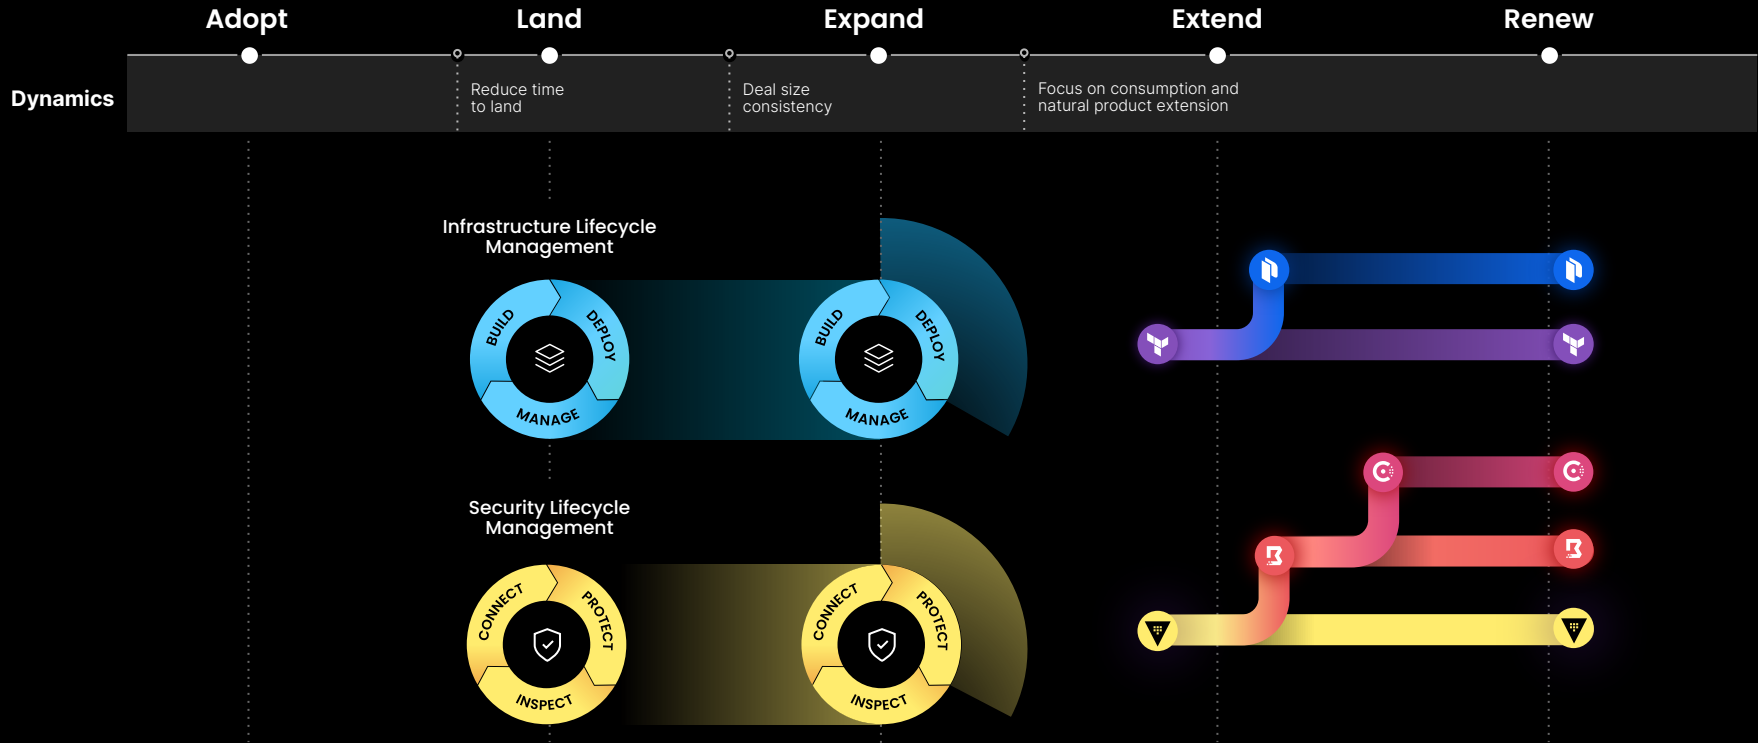 Adopt
Land
Expand
Extend
Renew
Dynamics
Reduce time
to land
Deal size
consistency
Focus on consumption and
natural product extension
Infrastructure Lifecycle
Management
BUILD
DEPLOY
MANAGE
BUILD
DEPLOY
MANAGE
Security Lifecycle
Management
CONNECT
PROTECT
INSPECT
CONNECT
PROTECT
INSPECT